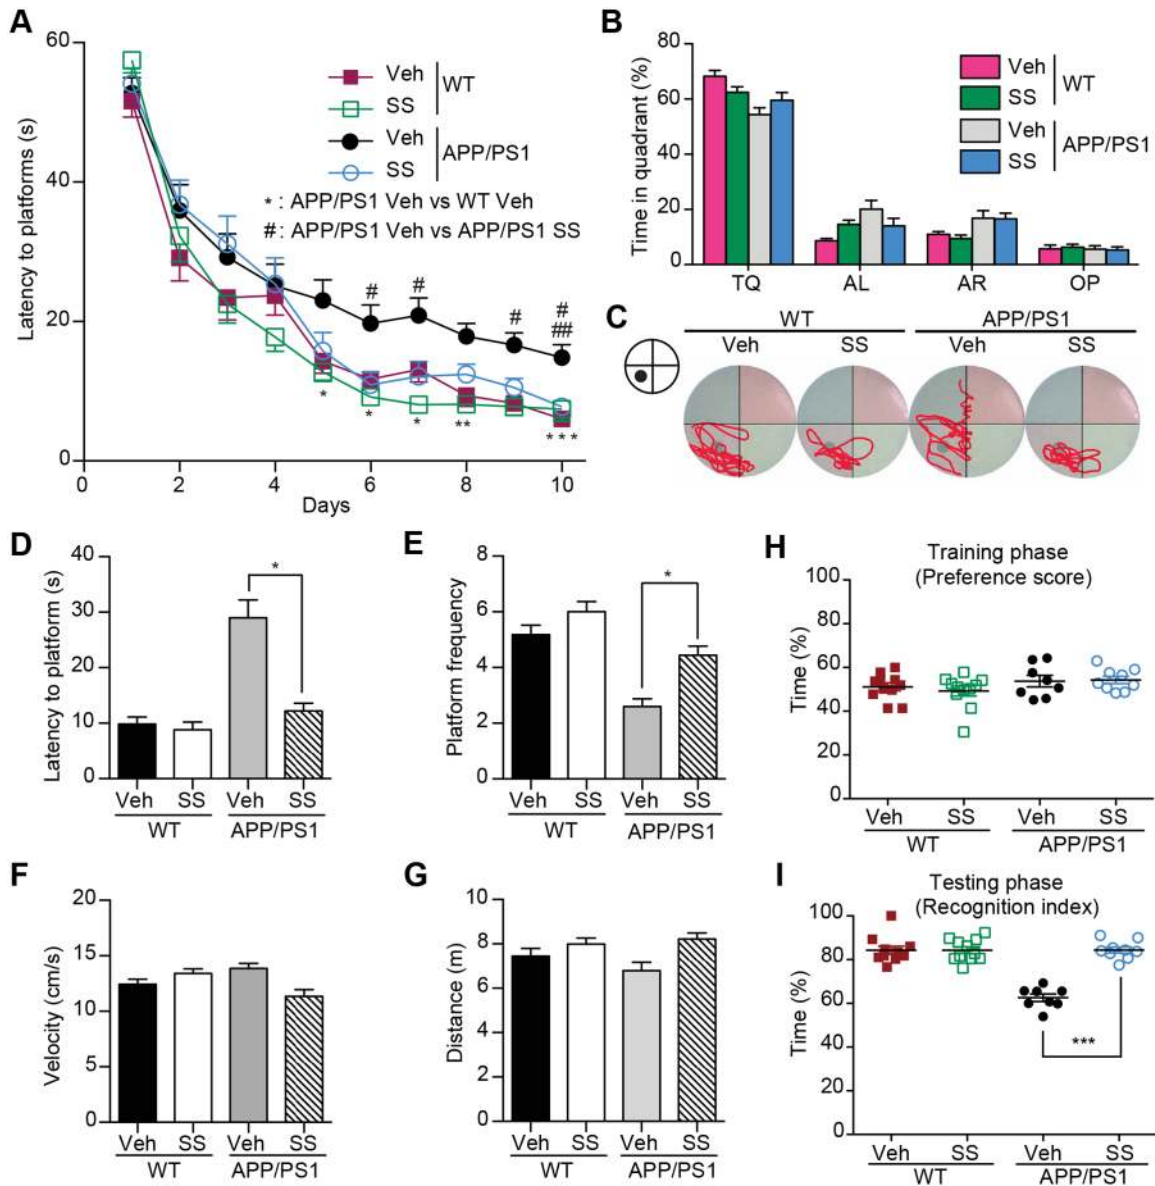 A
60
40
20
0
Latency to platforms (s)
0 2 4 6 8 10
Days
Veh
SS
WT
Veh
SS
APP/PS1
* : APP/PS1 Veh vs WT Veh
# : APP/PS1 Veh vs APP/PS1 SS
# # # #
##
* * * ** ***
B
80
60
40
20
0
Time in quadrant (%)
TQ AL AR OP
Veh
SS
WT
Veh
SS
APP/PS1
C
WT APP/PS1
Veh SS Veh SS
D
40
30
20
10
0
Latency to platform (s)
*
Veh SS Veh SS
WT APP/PS1
E
8
6
4
2
0
Platform frequency
*
Veh SS Veh SS
WT APP/PS1
H
Training phase
(Preference score)
100
80
60
40
20
0
Time (%)
Veh SS Veh SS
WT APP/PS1
F
20
15
10
5
0
Velocity (cm/s)
Veh SS Veh SS
WT APP/PS1
G
10
8
6
4
2
0
Distance (m)
Veh SS Veh SS
WT APP/PS1
I
Testing phase
(Recognition index)
100
80
60
40
20
0
Time (%)
***
Veh SS Veh SS
WT APP/PS1